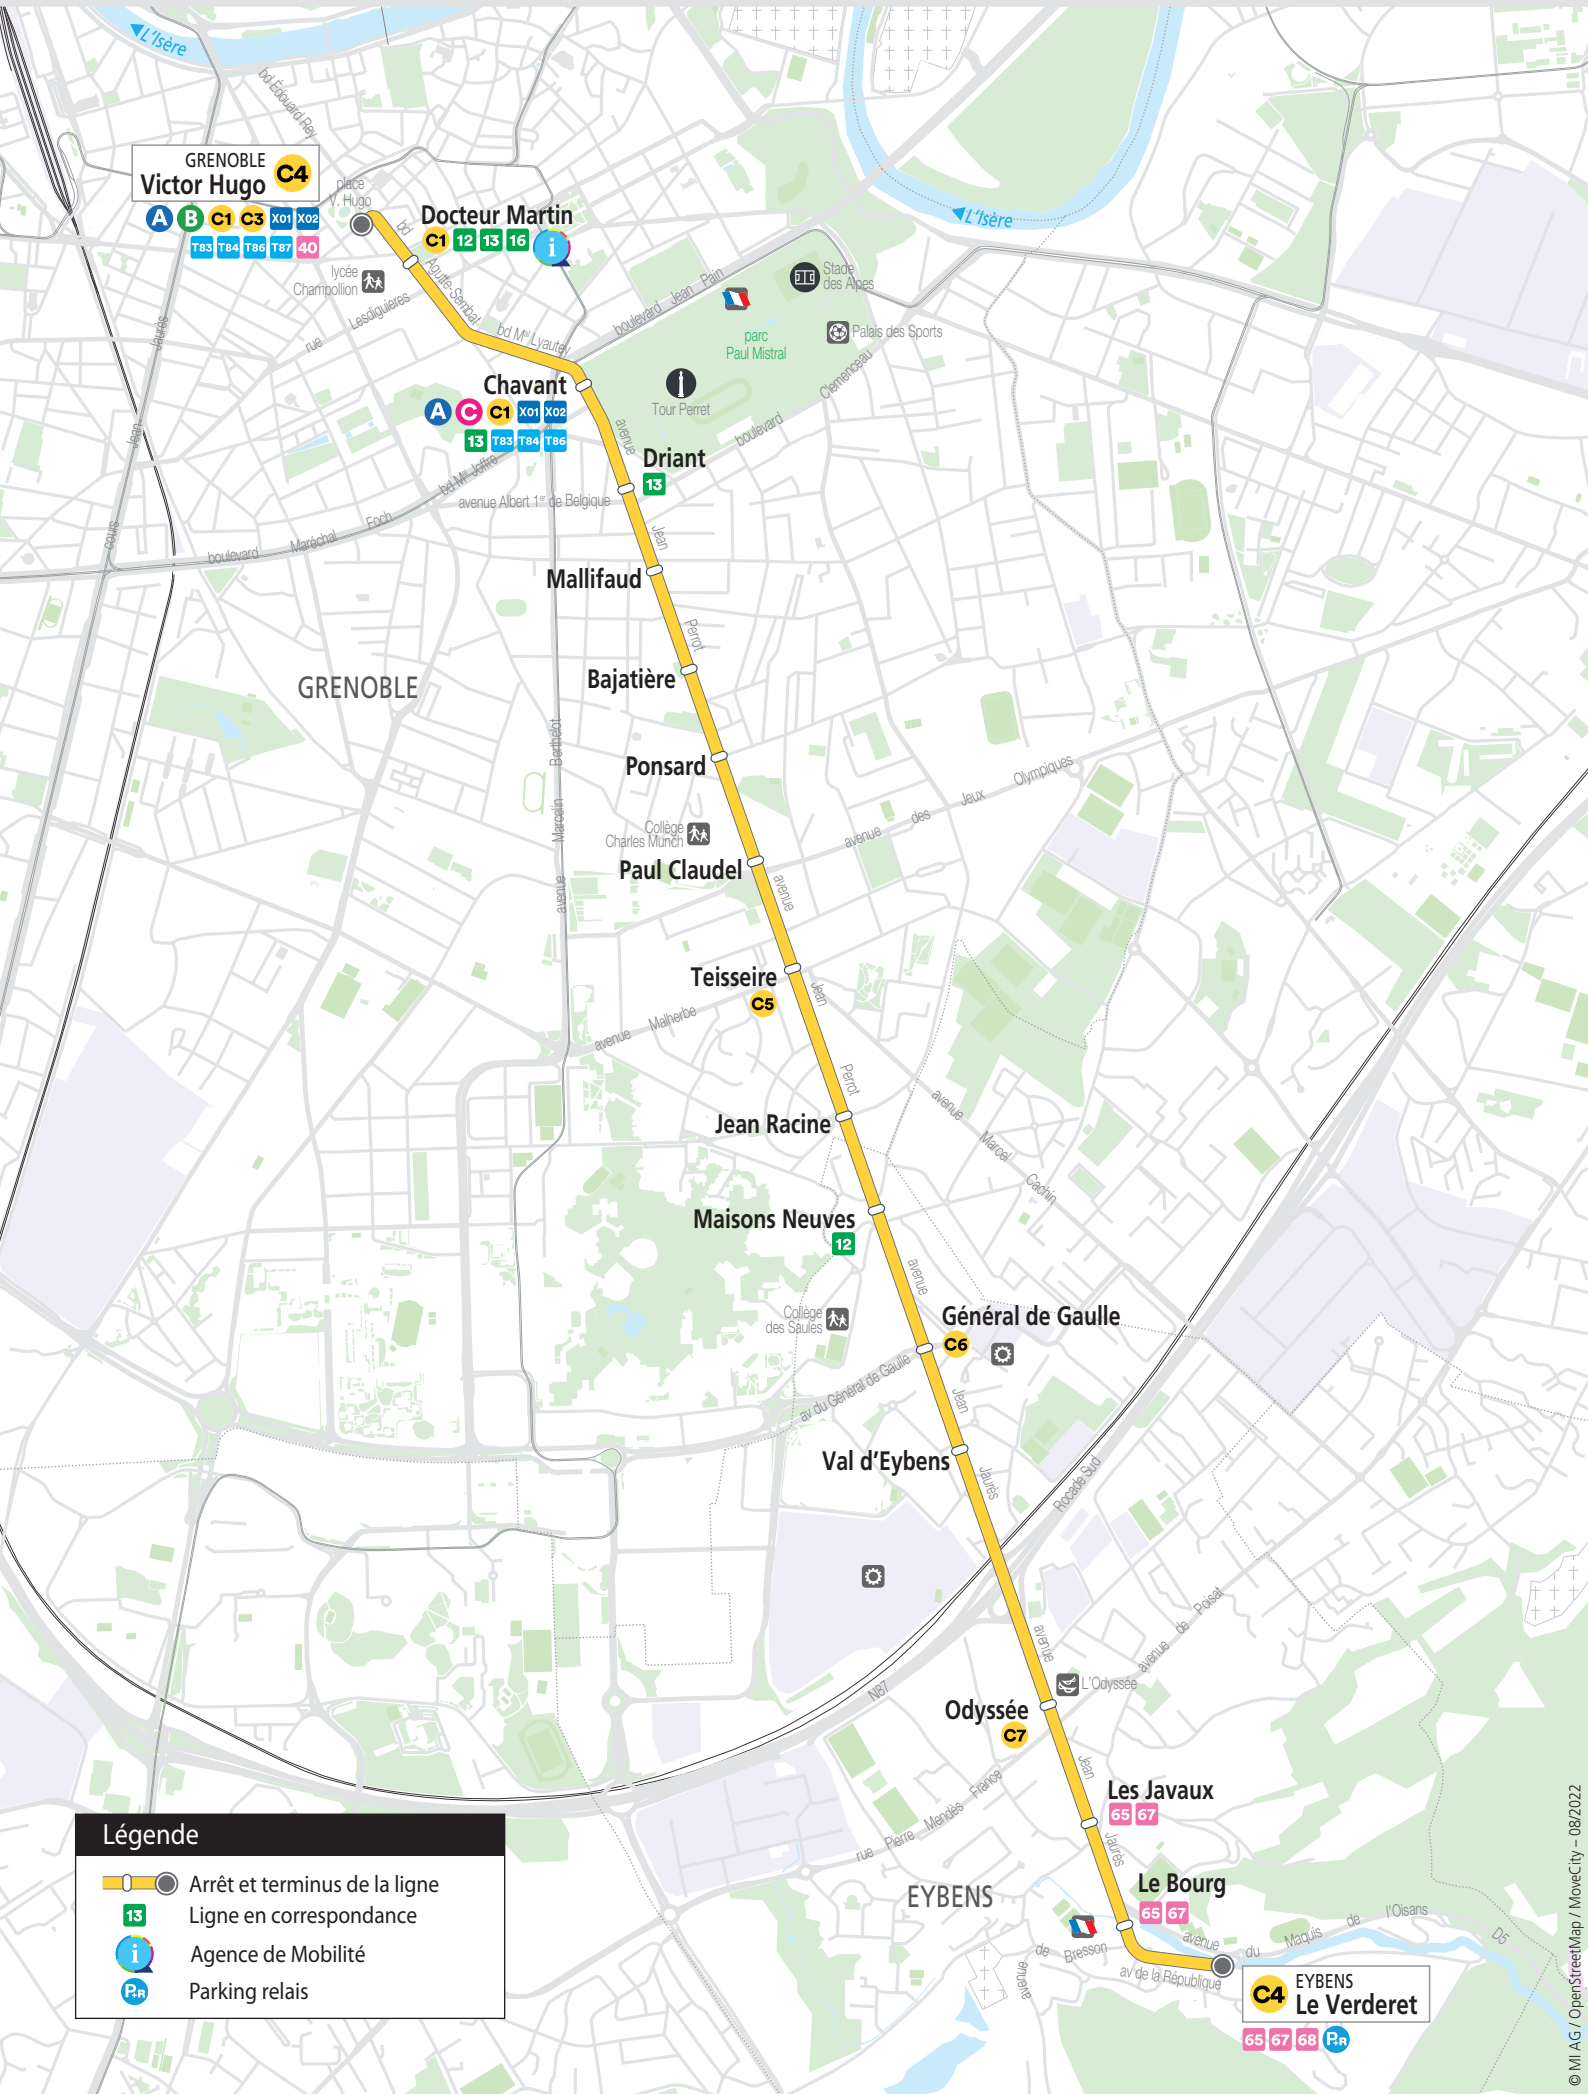 L'Isère
bd Édouard Rey
GRENOBLE
Victor Hugo
C4
A B C1 C3 X01 X02
T83 T84 T86 T87 40
place
V. Hugo
Docteur Martin
C1 12 13 16 i
bd
Agutte-Sembat
lycée
Champollion
rue Lesdiguieres
bd Mal Lyautey
boulevard Jean Pain
L'Isère
Stade
des Alpes
Palais des Sports
parc
Paul Mistral
Tour Perret
boulevard Clemenceau
Chavant
A C C1 X01 X02
13 T83 T84 T86
cours Jean Jaurès
bd Mal Joffre
avenue
Driant
13
avenue Albert 1er de Belgique
boulevard Maréchal Foch
Jean
Mallifaud
Perrot
Bajatière
GRENOBLE
Ponsard
avenue Marcelin Berthelot
avenue des Jeux Olympiques
Collège
Charles Munch
Paul Claudel
avenue
Teisseire
C5
Jean
avenue Malherbe
Perrot
Jean Racine
avenue Marcel Cachin
Maisons Neuves
12
avenue
Collège
des Saules
Général de Gaulle
C6
av du Général de Gaulle
Jean
Val d'Eybens
Jaurès
Rocade Sud
avenue
avenue de Poisat
L'Odyssée
N87
Odyssée
C7
Jean
rue Pierre Mendès France
Les Javaux
65 67
Jaurès
EYBENS
Le Bourg
65 67
avenue de Bresson
avenue du Maquis de l'Oisans
D5
av de la République
C4
EYBENS
Le Verderet
65 67 68 P+R
Légende
Arrêt et terminus de la ligne
13 Ligne en correspondance
i Agence de Mobilité
P+R Parking relais
© MI AG / OpenStreetMap / MoveCity – 08/2022